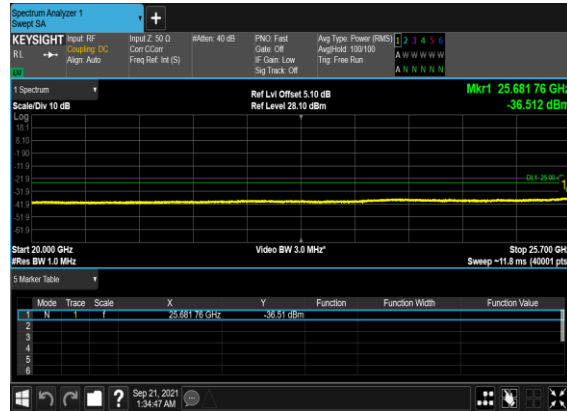 Spectrum Analyzer 1
Swept SA
+
KEYSIGHT Input: RF Input Z: 50 Ω #Atten: 40 dB PNO: Fast Avg Type: Power (RMS) 1 2 3 4 5 6
RL Coupling: DC Corr CCorr Gate: Off Avg|Hold: 100/100 A W W W W W
Align: Auto Freq Ref: Int (S) IF Gain: Low Trig: Free Run
Sig Track: Off A N N N N N
1 Spectrum Ref Lvl Offset 5.10 dB Mkr1 25.681 76 GHz
Scale/Div 10 dB Ref Level 28.10 dBm -36.512 dBm
Log
18.1
8.10
-1.90
-11.9
-21.9 DL1 -25.00
-31.9 1
-41.9
-51.9
-61.9
Start 20.000 GHz Video BW 3.0 MHz* Stop 25.700 GHz
#Res BW 1.0 MHz Sweep ~11.8 ms (40001 pts
5 Marker Table
Mode Trace Scale X Y Function Function Width Function Value
1 N 1 f 25.681 76 GHz -36.51 dBm
2
3
4
5
6
? Sep 21, 2021
1:34:47 AM